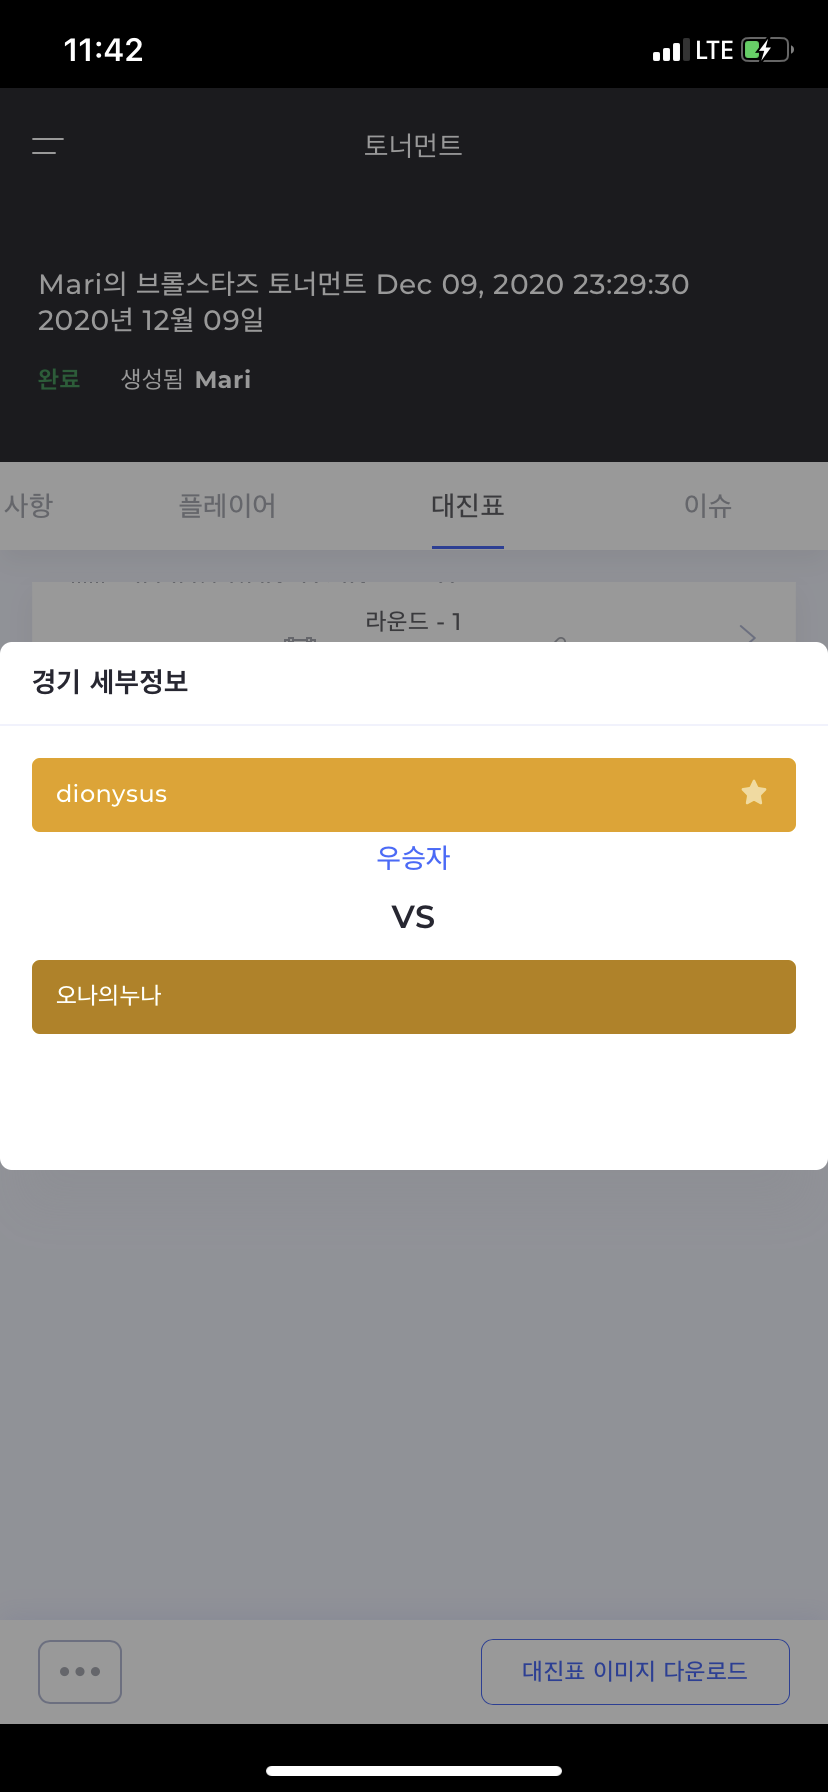 11:42
LTE
토너먼트
Mari의 브롤스타즈 토너먼트 Dec 09, 2020 23:29:30
2020년 12월 09일
완료 생성됨 Mari
사항 플레이어 대진표 이슈
라운드 - 1
경기 세부정보
dionysus
우승자
VS
오나의누나
대진표 이미지 다운로드